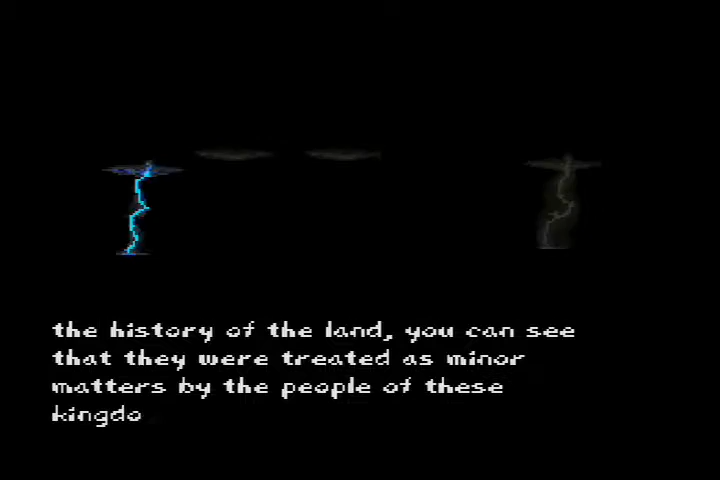 the history of the land, you can see
that they were treated as minor
matters by the people of these
kingdo